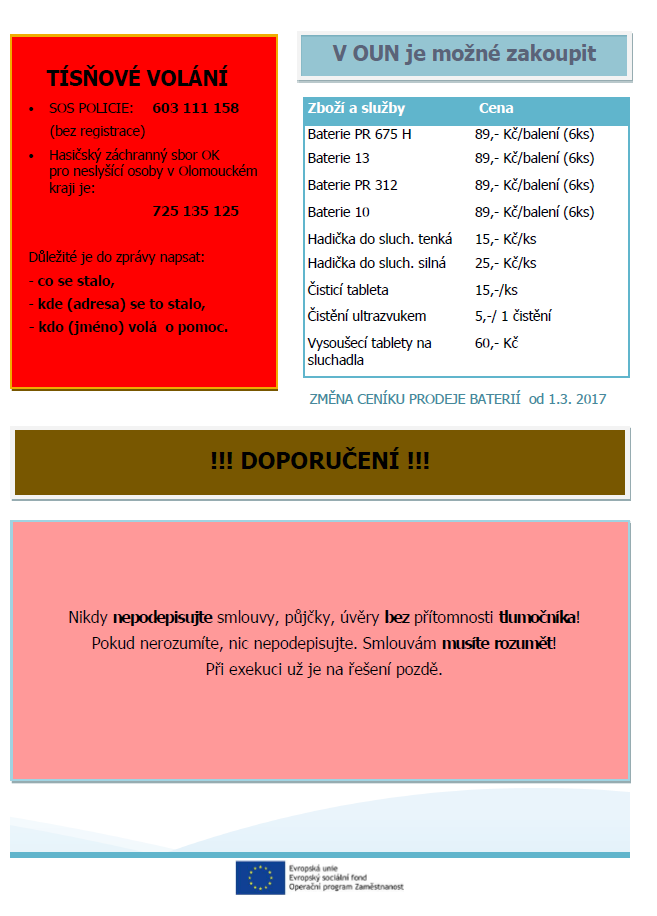 TÍSŇOVÉ VOLÁNÍ
• SOS POLICIE: 603 111 158
(bez registrace)
• Hasičský záchranný sbor OK
pro neslyšící osoby v Olomouckém
kraji je:
725 135 125
Důležité je do zprávy napsat:
- co se stalo,
- kde (adresa) se to stalo,
- kdo (jméno) volá o pomoc.
V OUN je možné zakoupit
Zboží a služby Cena
Baterie PR 675 H 89,- Kč/balení (6ks)
Baterie 13 89,- Kč/balení (6ks)
Baterie PR 312 89,- Kč/balení (6ks)
Baterie 10 89,- Kč/balení (6ks)
Hadička do sluch. tenká 15,- Kč/ks
Hadička do sluch. silná 25,- Kč/ks
Čisticí tableta 15,-/ks
Čistění ultrazvukem 5,-/ 1 čistění
Vysoušecí tablety na 60,- Kč
sluchadla
ZMĚNA CENÍKU PRODEJE BATERIÍ od 1.3. 2017
!!! DOPORUČENÍ !!!
Nikdy nepodepisujte smlouvy, půjčky, úvěry bez přítomnosti tlumočníka!
Pokud nerozumíte, nic nepodepisujte. Smlouvám musíte rozumět!
Při exekuci už je na řešení pozdě.
Evropská unie
Evropský sociální fond
Operační program Zaměstnanost